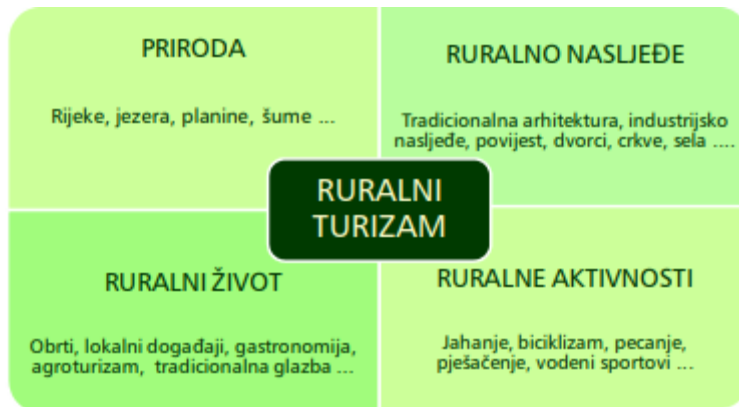 PRIRODA
Rijeke, jezera, planine, šume ...
RURALNO NASLJEĐE
Tradicionalna arhitektura, industrijsko
nasljeđe, povijest, dvorci, crkve, sela ....
RURALNI
TURIZAM
RURALNI ŽIVOT
Obrti, lokalni događaji, gastronomija,
agroturizam, tradicionalna glazba ...
RURALNE AKTIVNOSTI
Jahanje, biciklizam, pecanje,
pješačenje, vodeni sportovi ...